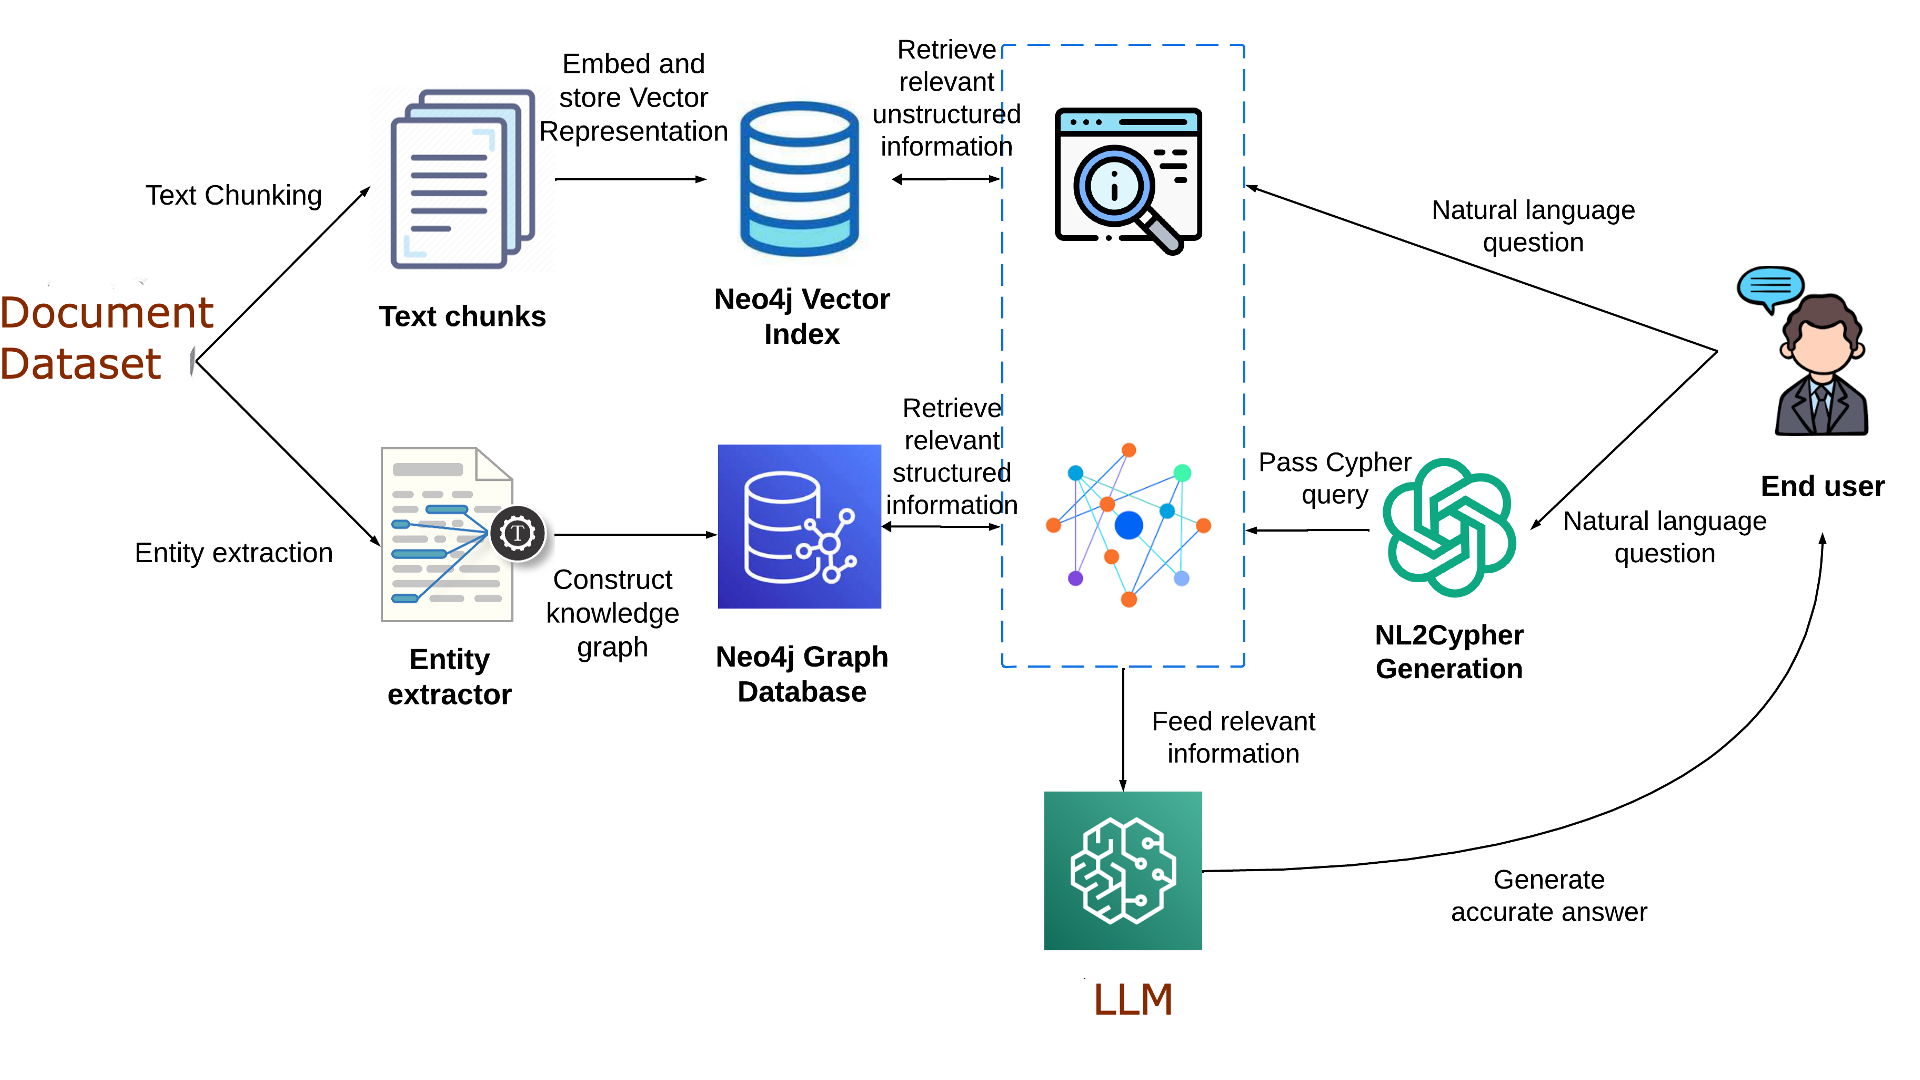 Embed and
store Vector
Representation
Retrieve
relevant
unstructured
information
Text Chunking
Natural language
question
Document
Dataset
Text chunks
Neo4j Vector
Index
Retrieve
relevant
structured
information
Pass Cypher
query
End user
Natural language
question
Entity extraction
T
Construct
knowledge
graph
NL2Cypher
Generation
Entity
extractor
Neo4j Graph
Database
Feed relevant
information
Generate
accurate answer
LLM